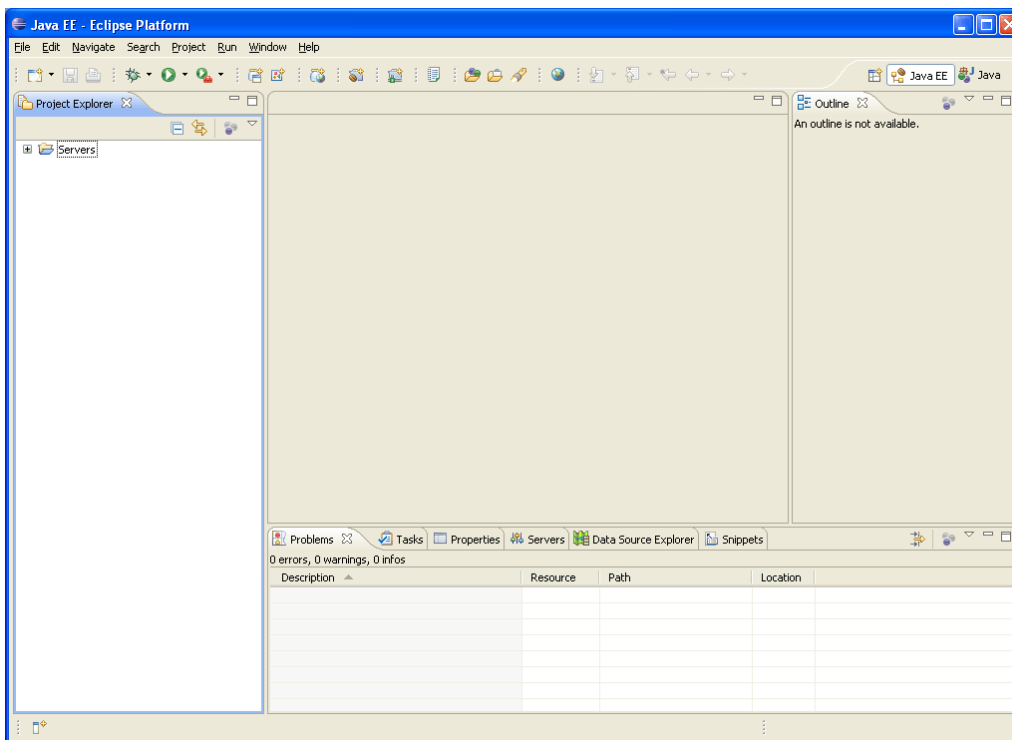 Java EE - Eclipse Platform
File Edit Navigate Search Project Run Window Help
Java EE Java
Project Explorer
Outline
An outline is not available.
Servers
Problems Tasks Properties Servers Data Source Explorer Snippets
0 errors, 0 warnings, 0 infos
Description Resource Path Location